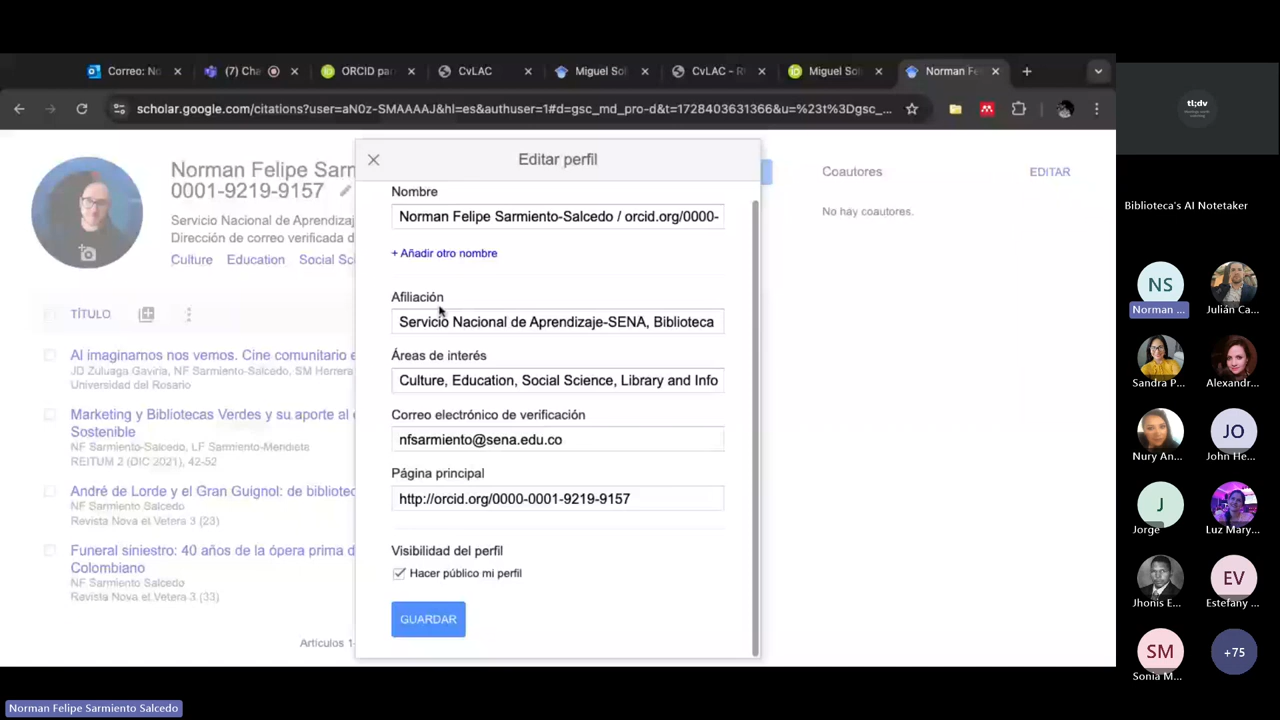 Correo: No
(7) Cha
ORCID par
CvLAC
Miguel Sol
CvLAC - R
Miguel Sol
Norman Fe
scholar.google.com/citations?user=aN0z-SMAAAAJ&hl=es&authuser=1#d=gsc_md_pro-d&t=1728403631366&u=%23t%3Dgsc_...
Norman Felipe Sarm
0001-9219-9157
Servicio Nacional de Aprendizaj
Dirección de correo verificada d
Culture Education Social Sc
TÍTULO
Al imaginarnos nos vemos. Cine comunitario e
JD Zuluaga Gaviria, NF Sarmiento-Salcedo, SM Herrera
Universidad del Rosario
Marketing y Bibliotecas Verdes y su aporte al
Sostenible
NF Sarmiento-Salcedo, LF Sarmiento-Mendieta
REITUM 2 (DIC 2021), 42-52
André de Lorde y el Gran Guignol: de bibliotec
NF Sarmiento Salcedo
Revista Nova et Vetera 3 (23)
Funeral siniestro: 40 años de la ópera prima d
Colombiano
NF Sarmiento Salcedo
Revista Nova et Vetera 3 (33)
Artículos 1-
Editar perfil
Nombre
Norman Felipe Sarmiento-Salcedo / orcid.org/0000-
+ Añadir otro nombre
Afiliación
Servicio Nacional de Aprendizaje-SENA, Biblioteca
Áreas de interés
Culture, Education, Social Science, Library and Info
Correo electrónico de verificación
nfsarmiento@sena.edu.co
Página principal
http://orcid.org/0000-0001-9219-9157
Visibilidad del perfil
Hacer público mi perfil
GUARDAR
Coautores
EDITAR
No hay coautores.
tl;dv
Biblioteca's AI Notetaker
NS
Norman ...
Julián Ca...
Sandra P...
Alexandr...
Nury An...
JO
John He...
J
Jorge
Luz Mary...
Jhonis E...
EV
Estefany ...
SM
Sonia M...
+75
Norman Felipe Sarmiento Salcedo